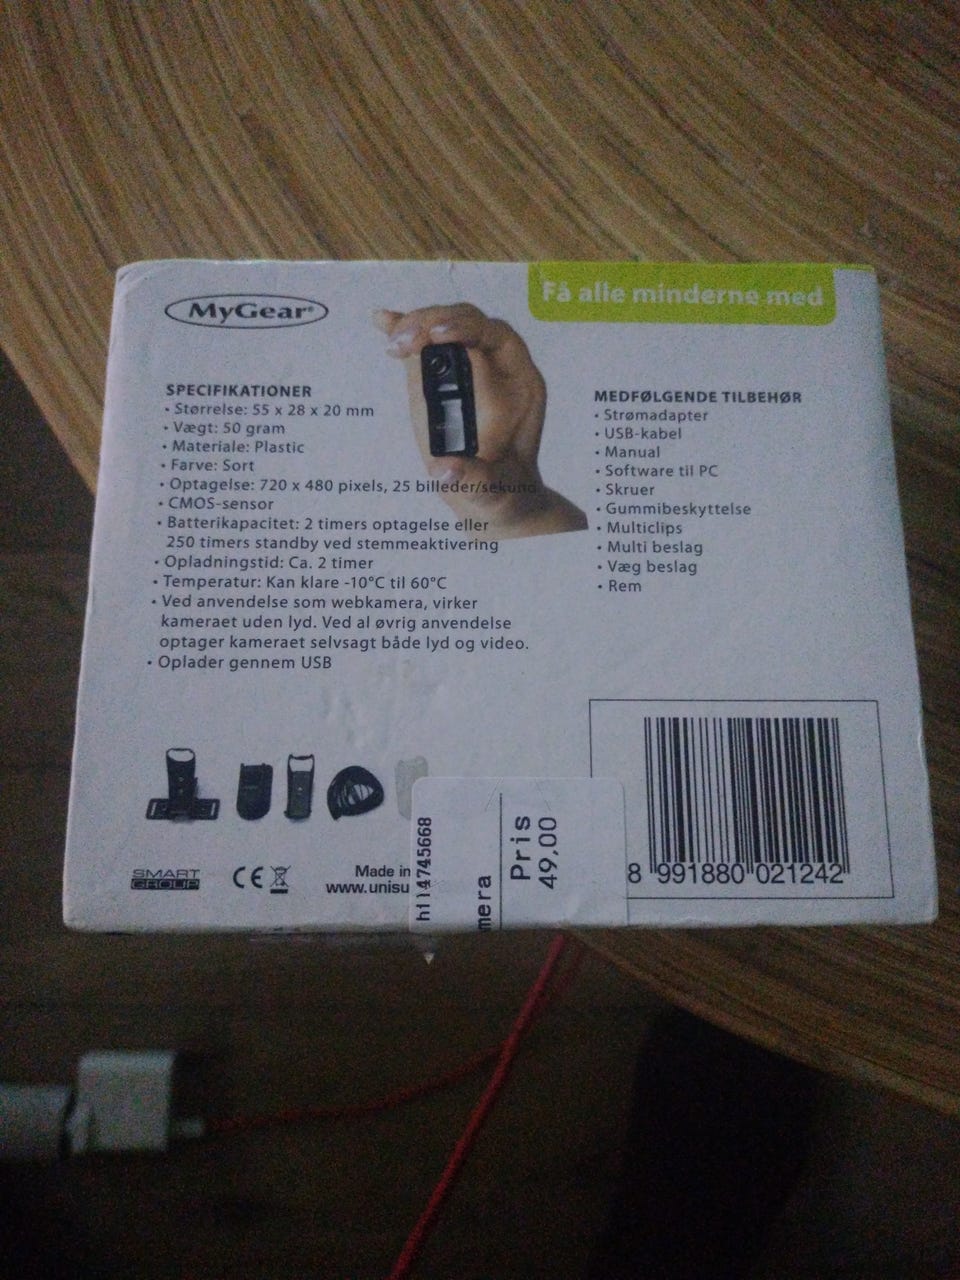 MyGear®
Få alle minderne med
SPECIFIKATIONER
• Størrelse: 55 x 28 x 20 mm
• Vægt: 50 gram
• Materiale: Plastic
• Farve: Sort
• Optagelse: 720 x 480 pixels, 25 billeder/sekund
• CMOS-sensor
• Batterikapacitet: 2 timers optagelse eller
250 timers standby ved stemmeaktivering
• Opladningstid: Ca. 2 timer
• Temperatur: Kan klare -10°C til 60°C
• Ved anvendelse som webkamera, virker
kameraet uden lyd. Ved al øvrig anvendelse
optager kameraet selvsagt både lyd og video.
• Oplader gennem USB
MEDFØLGENDE TILBEHØR
• Strømadapter
• USB-kabel
• Manual
• Software til PC
• Skruer
• Gummibeskyttelse
• Multiclips
• Multi beslag
• Væg beslag
• Rem
SMART
GROUP
CE
Made in
www.unisu
hil4745668
mera
Pris
49,00
8 991880 021242